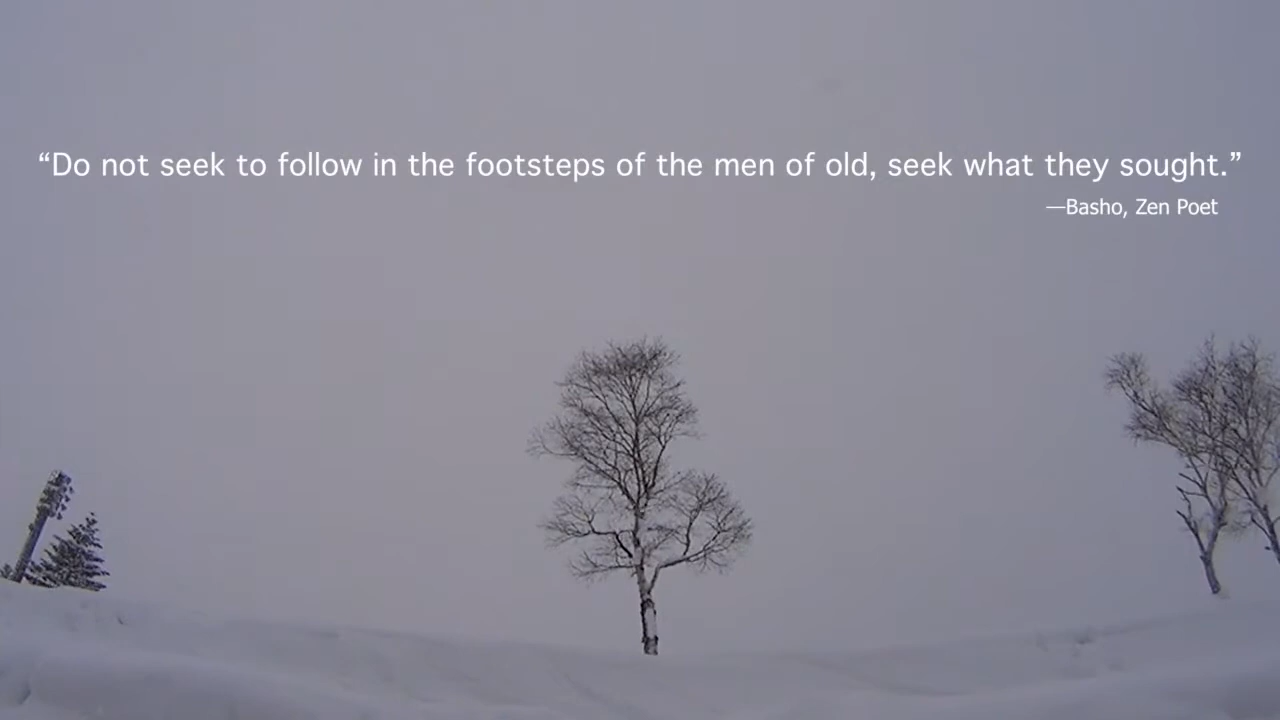 “Do not seek to follow in the footsteps of the men of old, seek what they sought.”
—Basho, Zen Poet